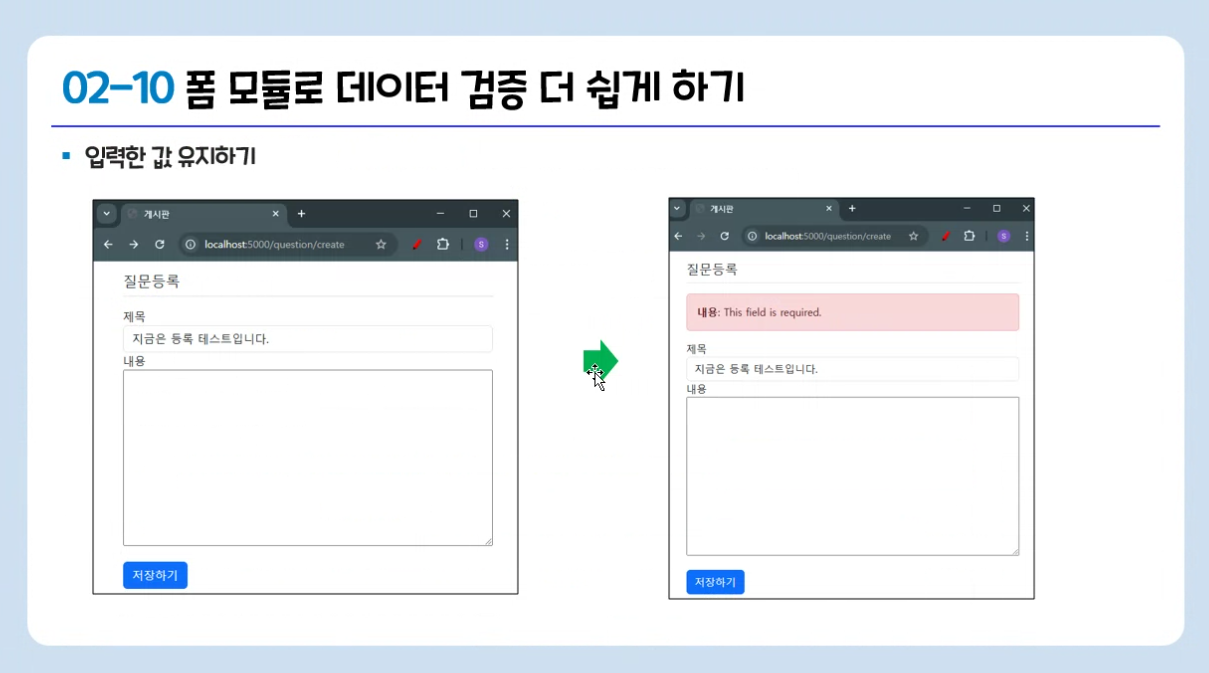 02-10 폼 모듈로 데이터 검증 더 쉽게 하기
입력한 값 유지하기
게시판
localhost:5000/question/create
S
질문등록
제목
지금은 등록 테스트입니다.
내용
저장하기
게시판
localhost:5000/question/create
S
질문등록
내용: This field is required.
제목
지금은 등록 테스트입니다.
내용
저장하기